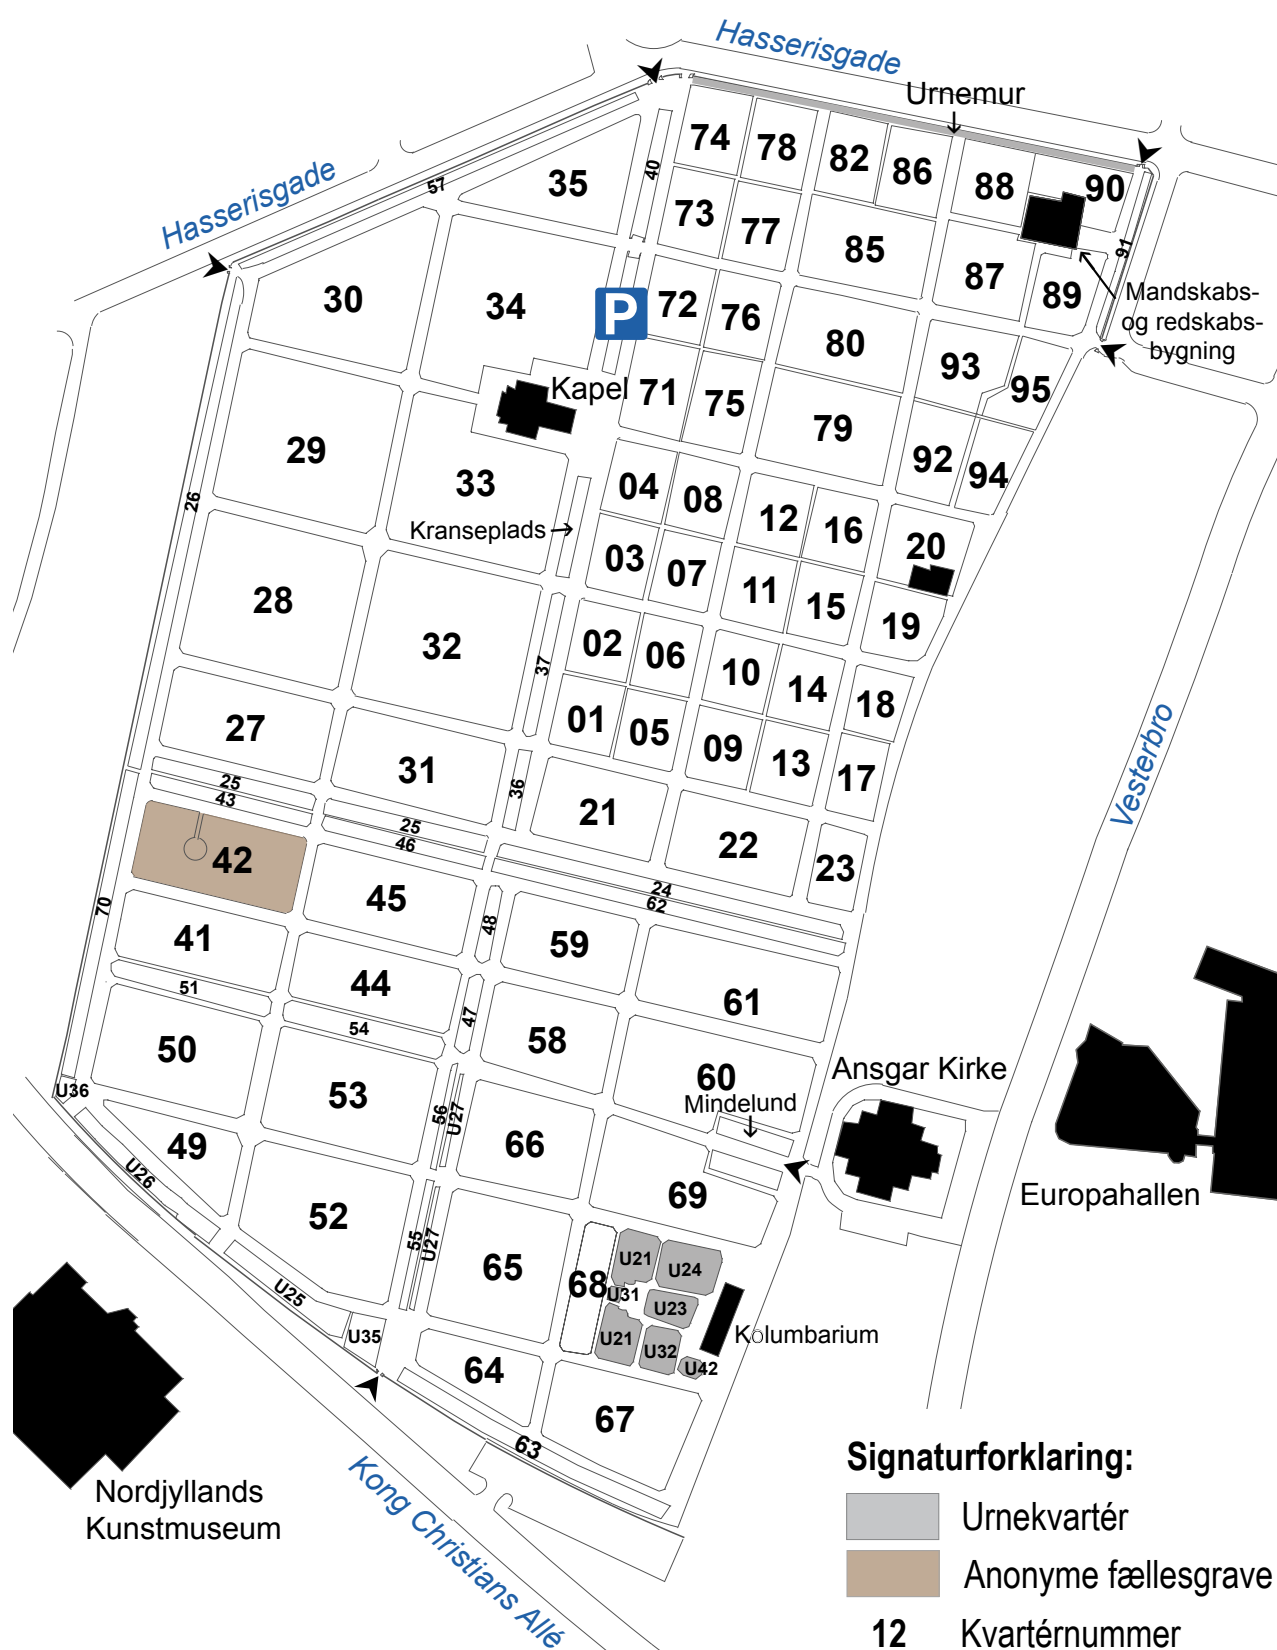 Hasserisgade
Urnemur
74
78
82
86
88
90
35
40
57
Hasserisgade
73
77
85
87
89
91
Mandskabs-
og redskabs-
bygning
30
34
P
72
76
80
93
95
Kapel
71
75
79
92
94
29
33
26
Kranseplads
04
08
12
16
20
03
07
11
15
19
28
32
37
02
06
10
14
18
01
05
09
13
17
27
31
36
21
22
23
Vesterbro
25
43
25
46
24
62
42
45
48
59
61
70
41
44
47
51
54
50
53
58
60
Mindelund
Ansgar Kirke
Europahallen
U36
49
U26
56
U27
66
69
52
55
U27
65
68
U21
U24
U31
U23
U21
U32
U42
Kolumbarium
U25
U35
64
67
63
Nordjyllands
Kunstmuseum
Kong Christians Allé
Signaturforklaring:
Urnekvartér
Anonyme fællesgrave
12 Kvartérnummer